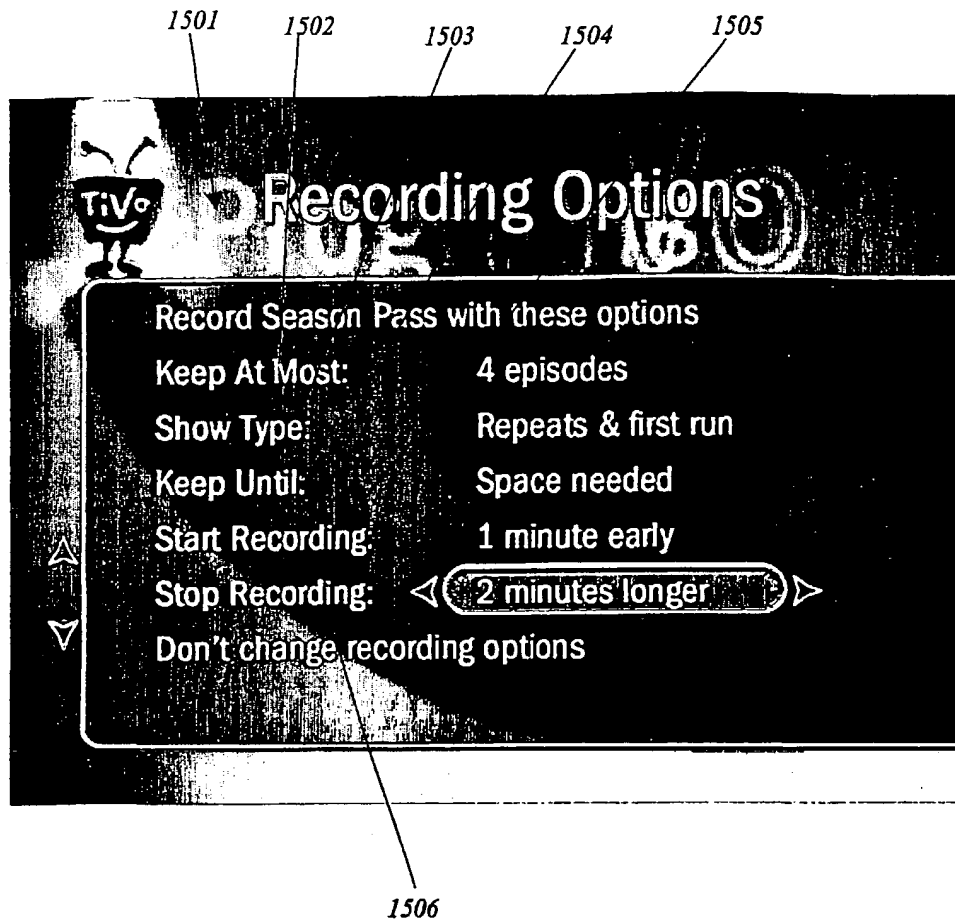 1501 1502 1503 1504 1505
TiVo
Recording Options
Record Season Pass with these options
Keep At Most: 4 episodes
Show Type: Repeats & first run
Keep Until: Space needed
Start Recording: 1 minute early
Stop Recording: 2 minutes longer
Don't change recording options
1506